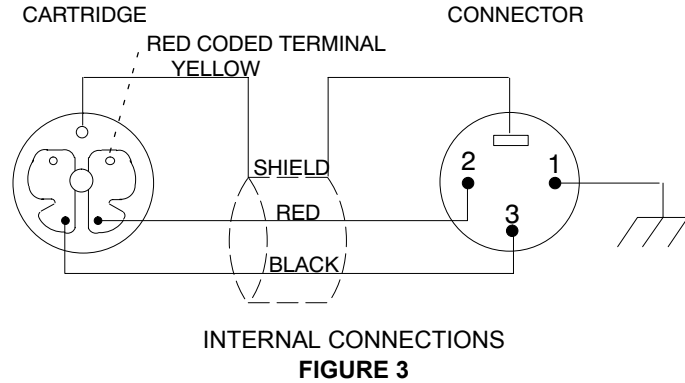 CARTRIDGE
CONNECTOR
RED CODED TERMINAL
YELLOW
SHIELD
2
1
RED
3
BLACK
INTERNAL CONNECTIONS
FIGURE 3